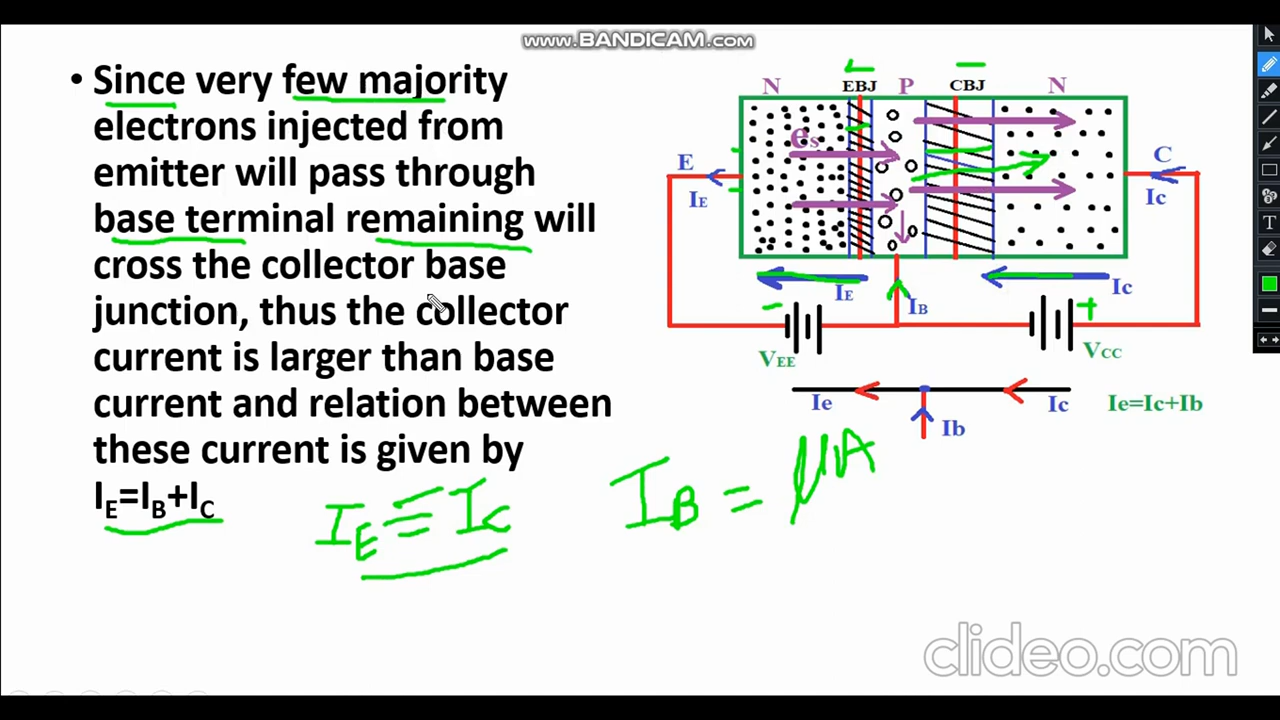 www.BANDICAM.com
• Since very few majority
electrons injected from
emitter will pass through
base terminal remaining will
cross the collector base
junction, thus the collector
current is larger than base
current and relation between
these current is given by
IE=IB+IC
IE ≅ IC
IB = μA
N EBJ P CBJ N
es
E
IE
C
Ic
IE IB Ic
- +
VEE VCC
Ie Ib Ic Ie=Ic+Ib
T
clideo.com